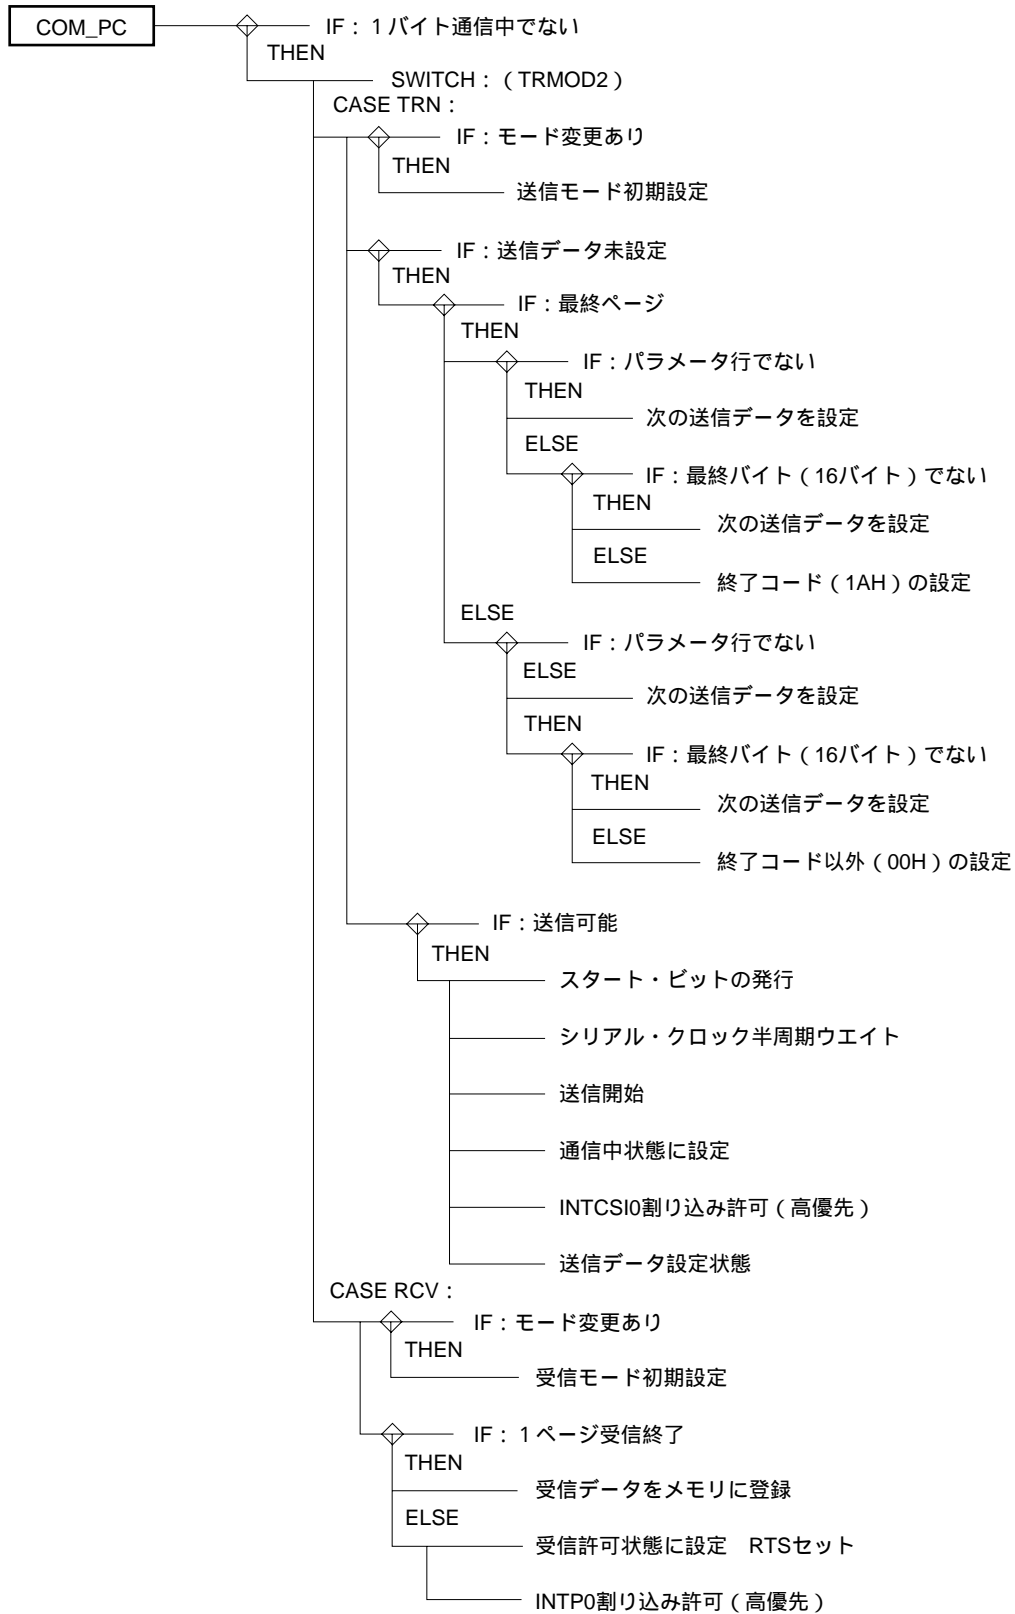 COM_PC
IF：１バイト通信中でない
THEN
SWITCH：（TRMOD2）
CASE TRN：
IF：モード変更あり
THEN
送信モード初期設定
IF：送信データ未設定
THEN
IF：最終ページ
THEN
IF：パラメータ行でない
THEN
次の送信データを設定
ELSE
IF：最終バイト（16バイト）でない
THEN
次の送信データを設定
ELSE
終了コード（1AH）の設定
ELSE
IF：パラメータ行でない
ELSE
次の送信データを設定
THEN
IF：最終バイト（16バイト）でない
THEN
次の送信データを設定
ELSE
終了コード以外（00H）の設定
IF：送信可能
THEN
スタート・ビットの発行
シリアル・クロック半周期ウエイト
送信開始
通信中状態に設定
INTCSI0割り込み許可（高優先）
送信データ設定状態
CASE RCV：
IF：モード変更あり
THEN
受信モード初期設定
IF：１ページ受信終了
THEN
受信データをメモリに登録
ELSE
受信許可状態に設定　RTSセット
INTP0割り込み許可（高優先）